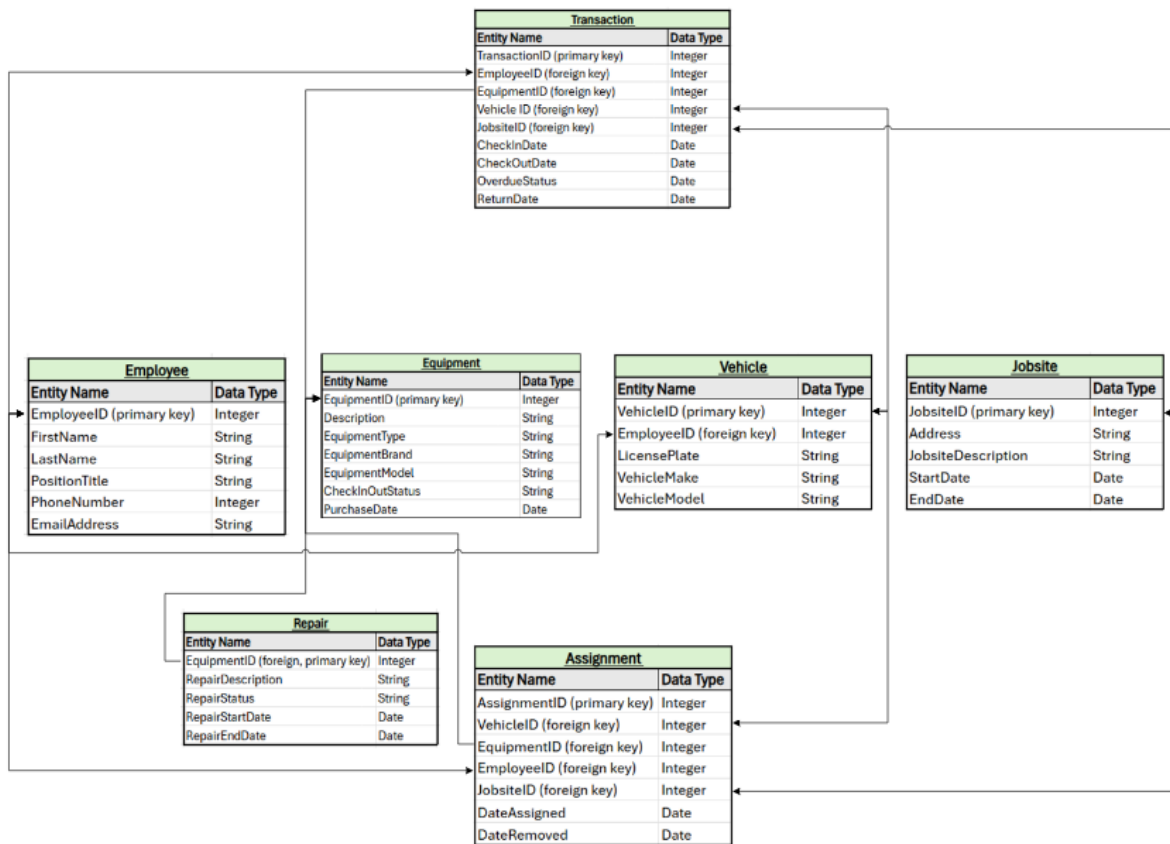 Transaction
Entity Name Data Type
TransactionID (primary key) Integer
EmployeeID (foreign key) Integer
EquipmentID (foreign key) Integer
Vehicle ID (foreign key) Integer
JobsiteID (foreign key) Integer
CheckInDate Date
CheckOutDate Date
OverdueStatus Date
ReturnDate Date
Employee
Entity Name Data Type
EmployeeID (primary key) Integer
FirstName String
LastName String
PositionTitle String
PhoneNumber Integer
EmailAddress String
Equipment
Entity Name Data Type
EquipmentID (primary key) Integer
Description String
EquipmentType String
EquipmentBrand String
EquipmentModel String
CheckInOutStatus String
PurchaseDate Date
Vehicle
Entity Name Data Type
VehicleID (primary key) Integer
EmployeeID (foreign key) Integer
LicensePlate String
VehicleMake String
VehicleModel String
Jobsite
Entity Name Data Type
JobsiteID (primary key) Integer
Address String
JobsiteDescription String
StartDate Date
EndDate Date
Repair
Entity Name Data Type
EquipmentID (foreign, primary key) Integer
RepairDescription String
RepairStatus String
RepairStartDate Date
RepairEndDate Date
Assignment
Entity Name Data Type
AssignmentID (primary key) Integer
VehicleID (foreign key) Integer
EquipmentID (foreign key) Integer
EmployeeID (foreign key) Integer
JobsiteID (foreign key) Integer
DateAssigned Date
DateRemoved Date